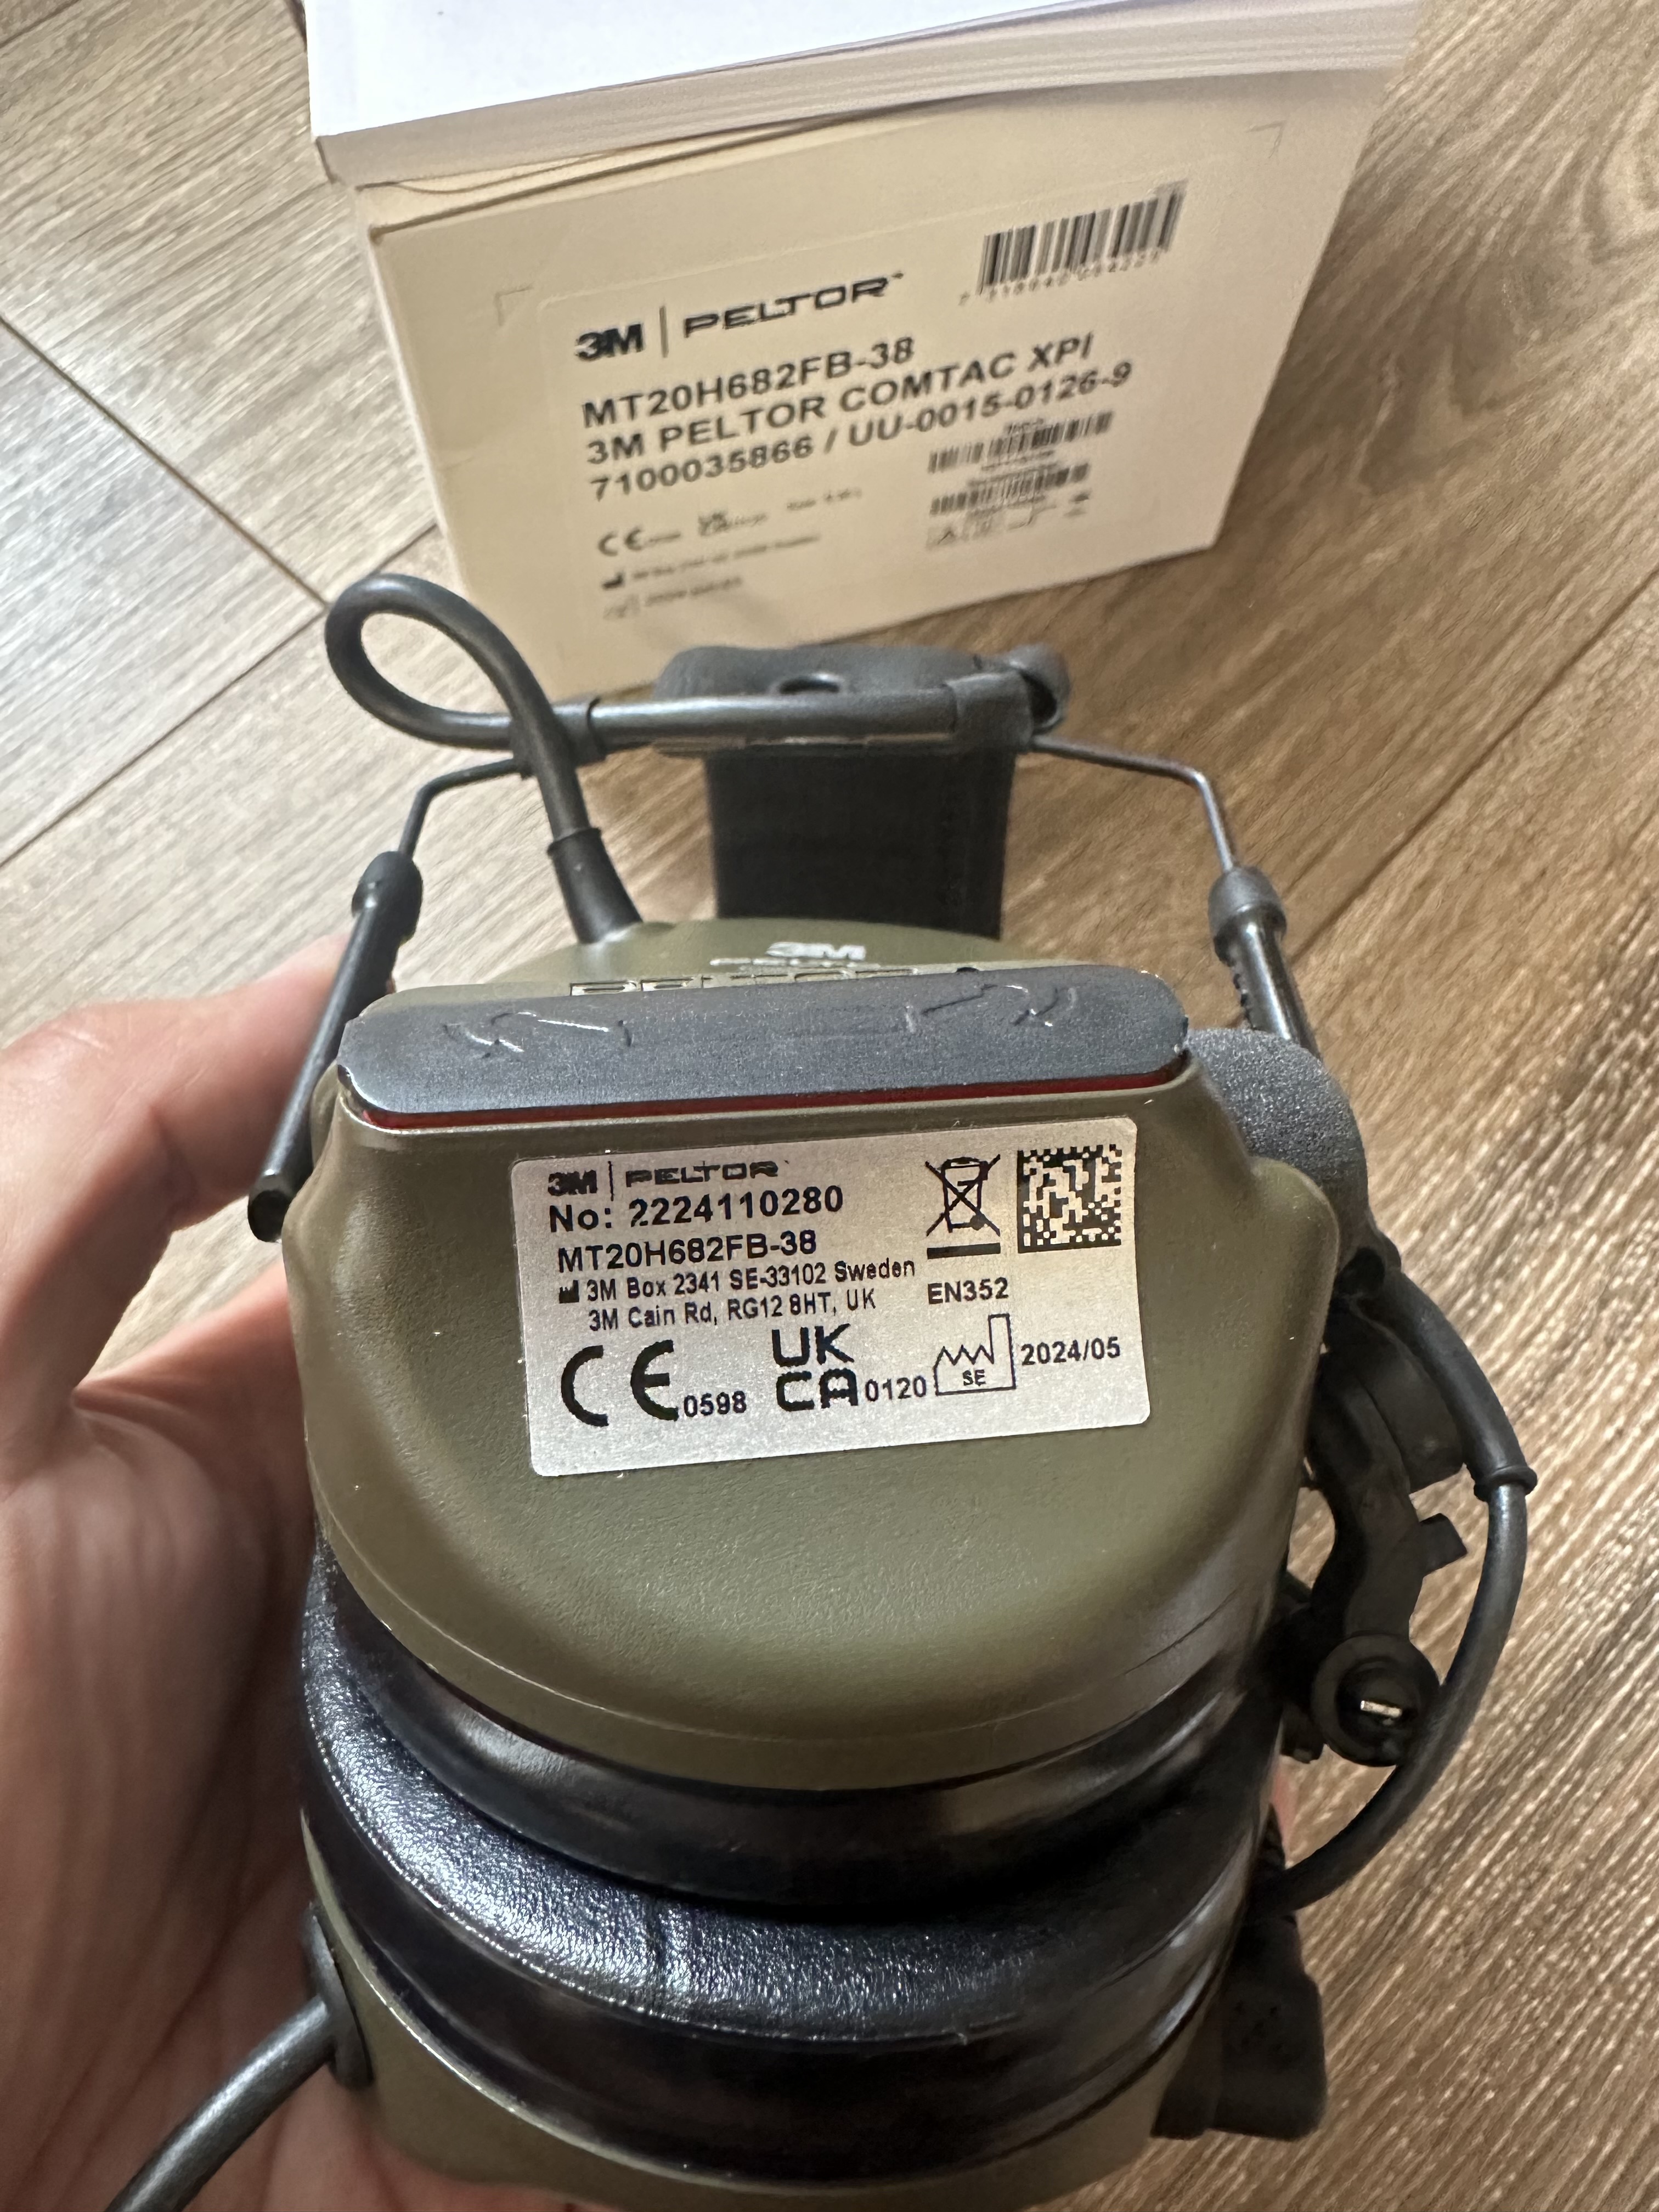 3M | PELTOR
MT20H682FB-38
3M PELTOR COMTAC XPI
7100035866 / UU-0015-0126-9
CE
3M
3M | PELTOR
No: 2224110280
MT20H682FB-38
3M Box 2341 SE-33102 Sweden
3M Cain Rd, RG12 8HT, UK
EN352
CE 0598 UK CA 0120 SE 2024/05